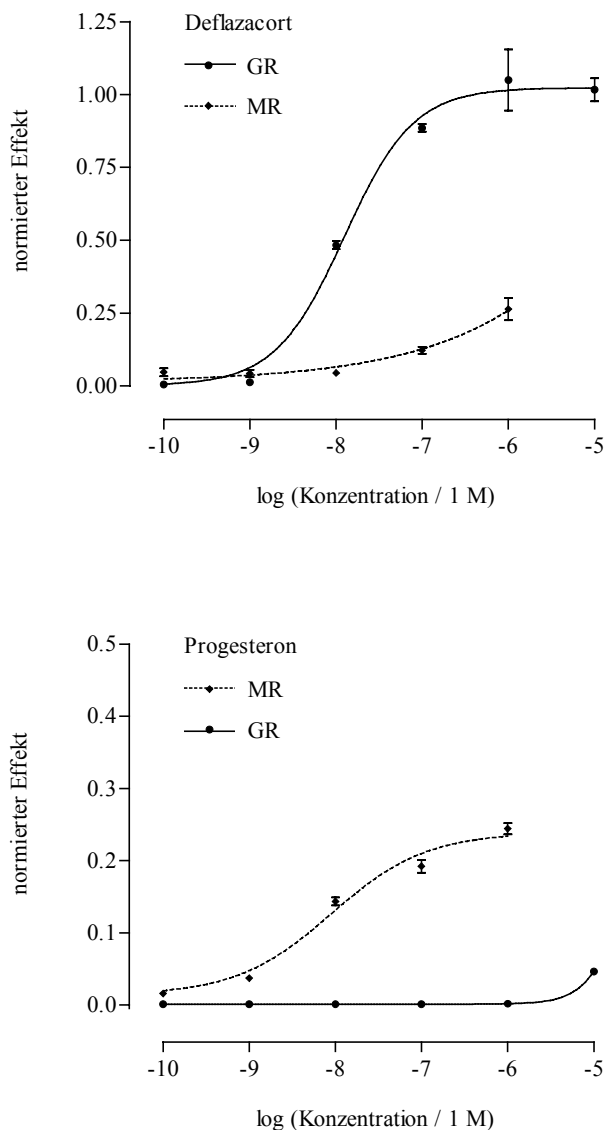 Deflazacort
GR
MR
normierter Effekt
1.25
1.00
0.75
0.50
0.25
0.00
-10 -9 -8 -7 -6 -5
log (Konzentration / 1 M)
Progesteron
MR
GR
normierter Effekt
0.5
0.4
0.3
0.2
0.1
0.0
-10 -9 -8 -7 -6 -5
log (Konzentration / 1 M)